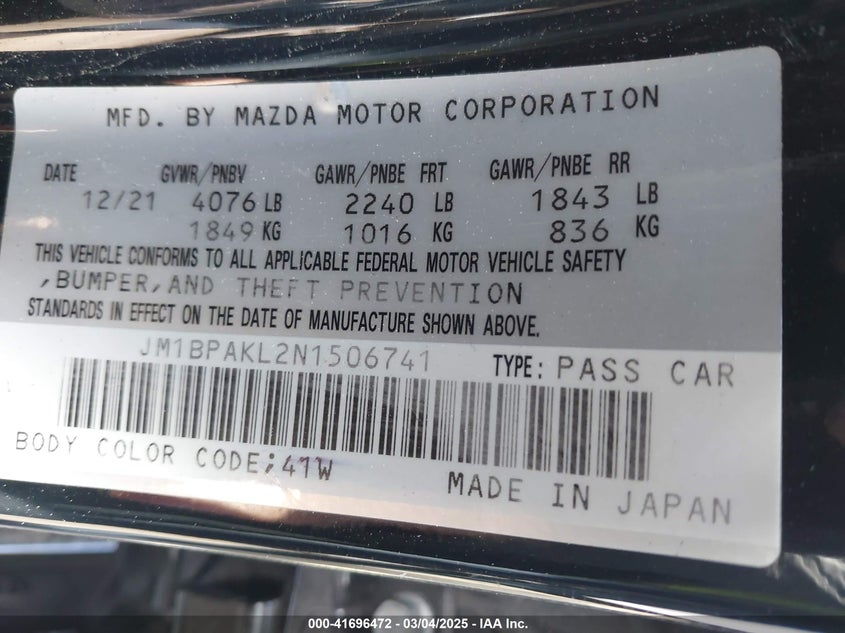 MFD. BY MAZDA MOTOR CORPORATION
DATE GVWR/PNBV GAWR/PNBE FRT GAWR/PNBE RR
12/21 4076 LB 2240 LB 1843 LB
1849 KG 1016 KG 836 KG
THIS VEHICLE CONFORMS TO ALL APPLICABLE FEDERAL MOTOR VEHICLE SAFETY
,BUMPER,AND THEFT PREVENTION
STANDARDS IN EFFECT ON THE DATE OF MANUFACTURE SHOWN ABOVE.
JM1BPAKL2N1506741 TYPE: PASS CAR
BODY COLOR CODE;41W
MADE IN JAPAN
000-41696472 — 03/04/2025 — IAA Inc.